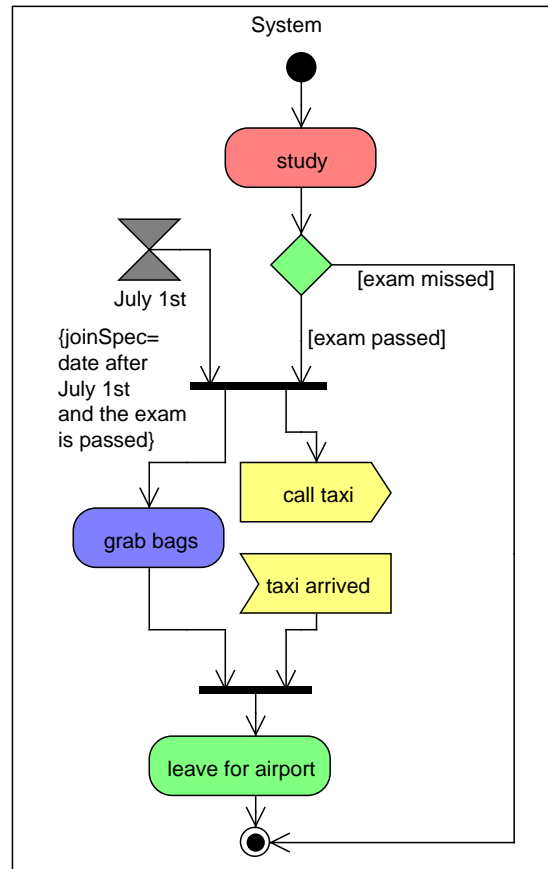 System
study
[exam missed]
July 1st
[exam passed]
{joinSpec=
date after
July 1st
and the exam
is passed}
call taxi
grab bags
taxi arrived
leave for airport